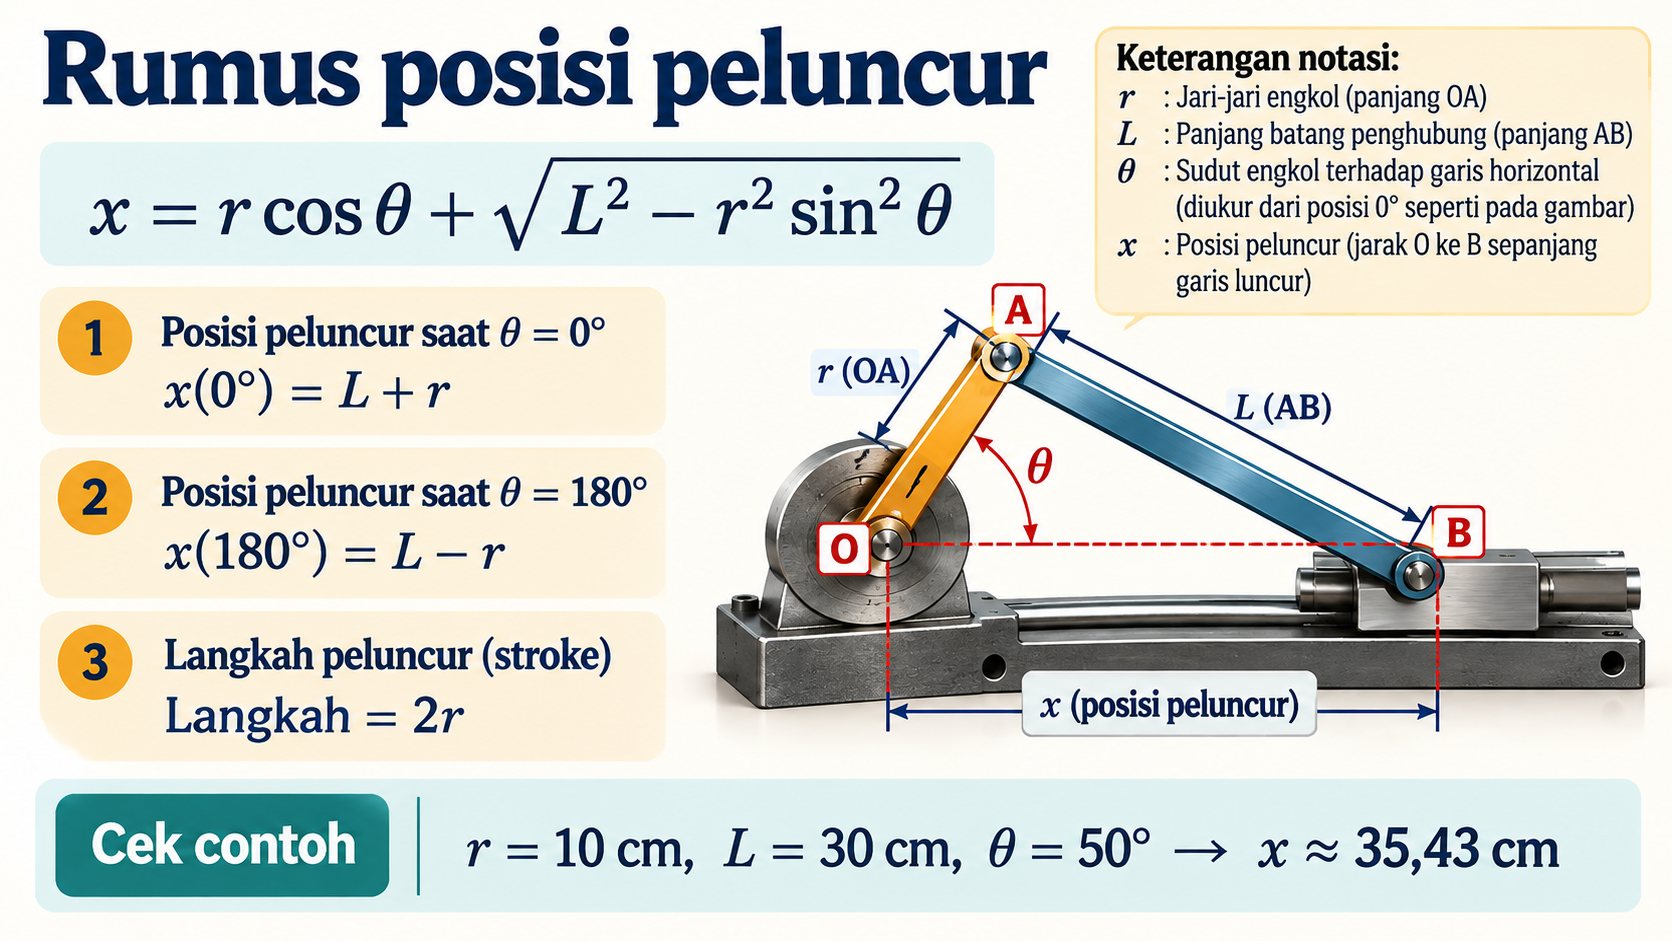 Rumus posisi peluncur
x = r cos θ + √(L² − r² sin² θ)
Keterangan notasi:
r : Jari-jari engkol (panjang OA)
L : Panjang batang penghubung (panjang AB)
θ : Sudut engkol terhadap garis horizontal
(diukur dari posisi 0° seperti pada gambar)
x : Posisi peluncur (jarak O ke B sepanjang
garis luncur)
1 Posisi peluncur saat θ = 0°
x(0°) = L + r
2 Posisi peluncur saat θ = 180°
x(180°) = L − r
3 Langkah peluncur (stroke)
Langkah = 2r
A
r (OA)
L (AB)
θ
O
B
x (posisi peluncur)
Cek contoh
r = 10 cm, L = 30 cm, θ = 50° → x ≈ 35,43 cm